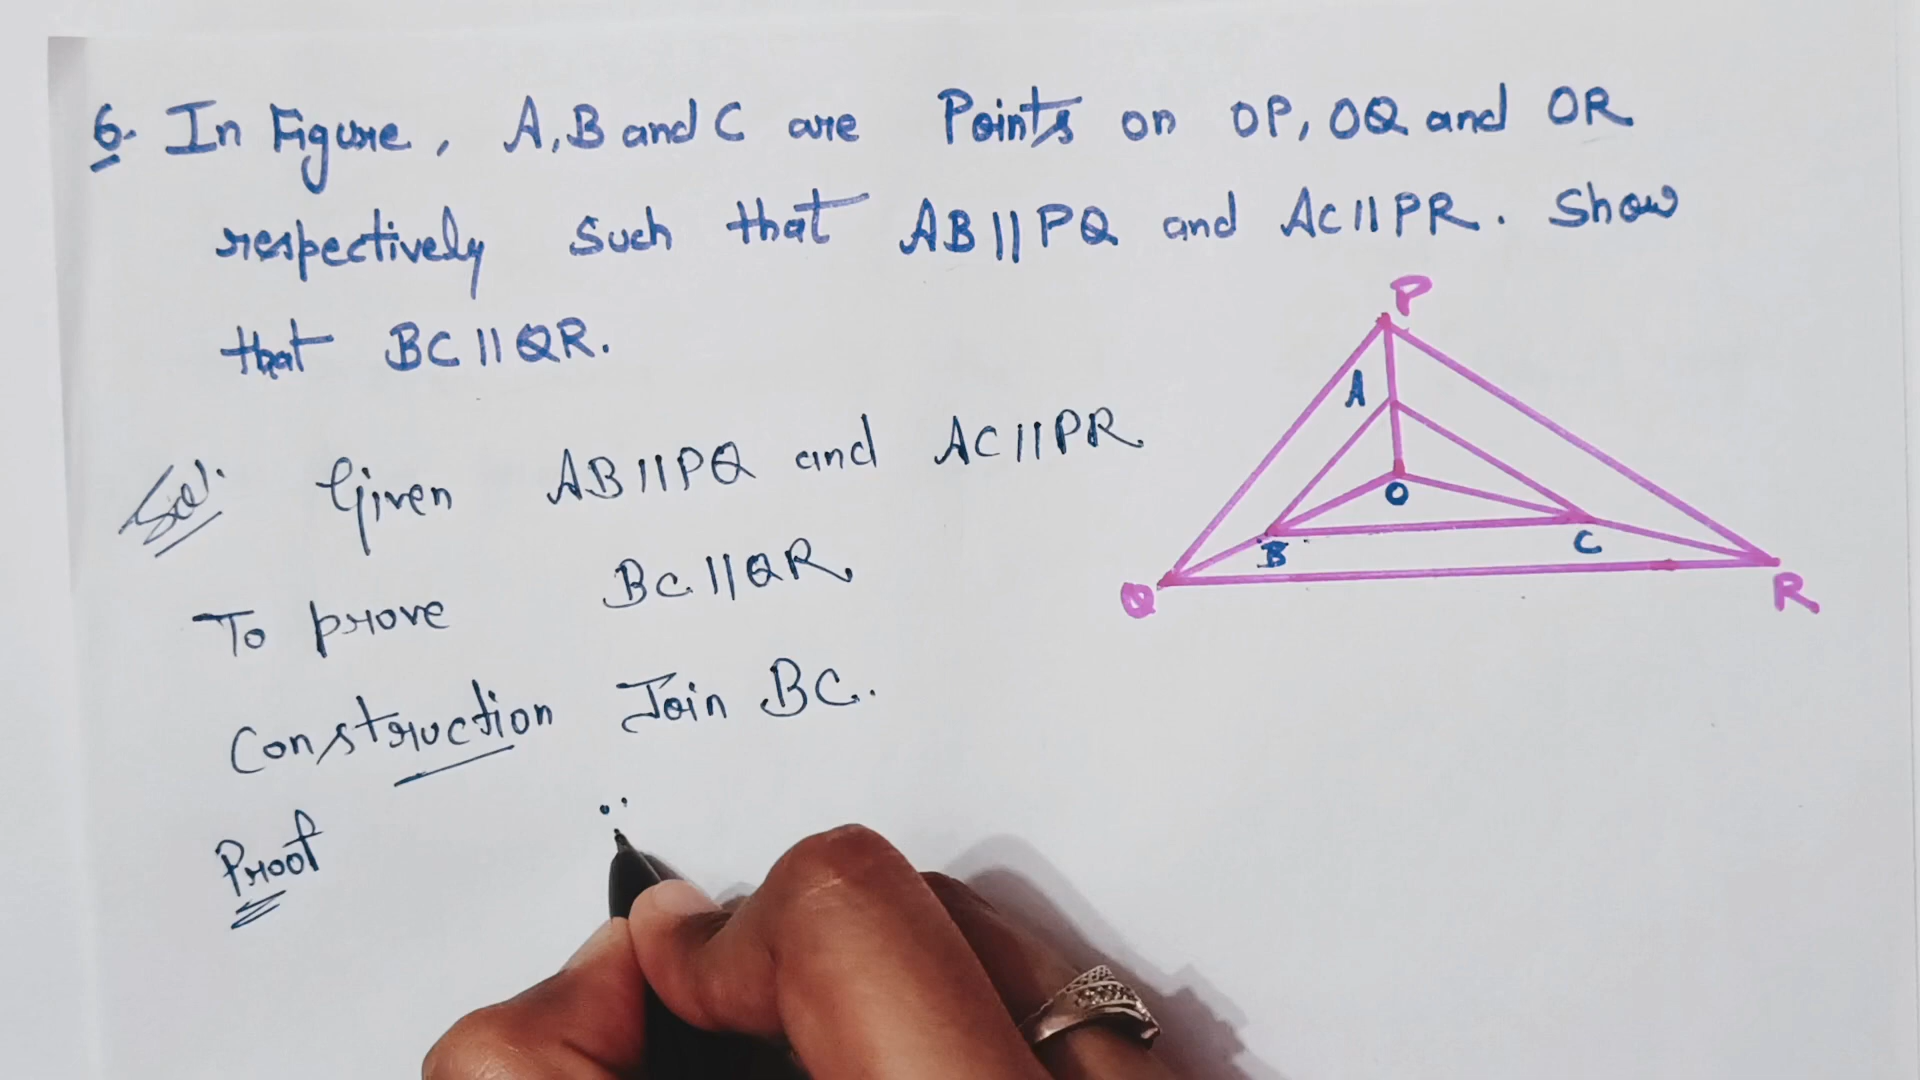 6. In Figure, A, B and C are Points on OP, OQ and OR
respectively such that AB || PQ and AC || PR. Show
that BC || QR.
Sol. Given AB || PQ and AC || PR
To prove BC || QR
Construction Join BC.
Proof ∵
P
A
O
B
C
Q
R